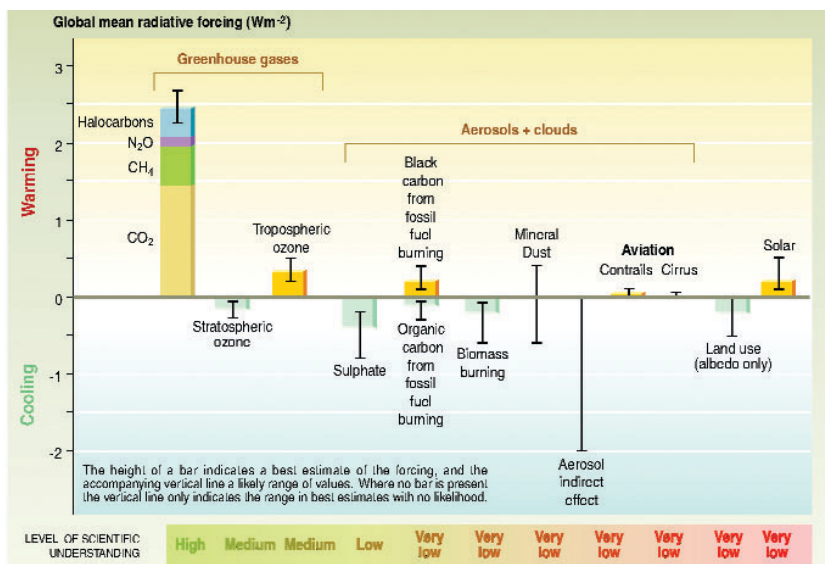 Global mean radiative forcing (Wm-2)
Greenhouse gases
3
Halocarbons
N₂O
2
CH₄
CO₂
1
0
-1
-2
Warming
Cooling
Aerosols + clouds
Tropospheric
ozone
Stratospheric
ozone
Sulphate
Black
carbon
from
fossil
fuel
burning
Organic
carbon
from
fossil
fuel
burning
Biomass
burning
Mineral
Dust
Aerosol
indirect
effect
Aviation
Contrails Cirrus
Land use
(albedo only)
Solar
The height of a bar indicates a best estimate of the forcing, and the
accompanying vertical line a likely range of values. Where no bar is present
the vertical line only indicates the range in best estimates with no likelihood.
LEVEL OF SCIENTIFIC
UNDERSTANDING
High
Medium
Medium
Low
Very
low
Very
low
Very
low
Very
low
Very
low
Very
low
Very
low
Very
low